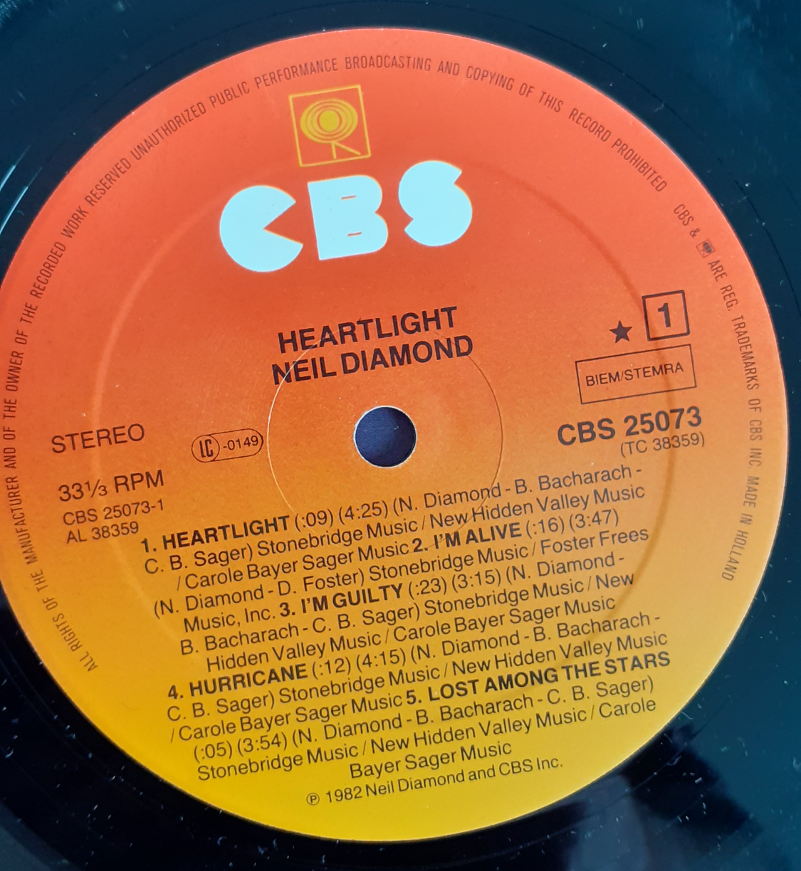 ALL RIGHTS OF THE MANUFACTURER AND OF THE OWNER OF THE RECORDED WORK RESERVED UNAUTHORIZED PUBLIC PERFORMANCE BROADCASTING AND COPYING OF THIS RECORD PROHIBITED
CBS & ARE REG. TRADEMARKS OF CBS INC. MADE IN HOLLAND
CBS
HEARTLIGHT
NEIL DIAMOND
★ 1
BIEM/STEMRA
STEREO
LC -0149
CBS 25073
(TC 38359)
33⅓ RPM
CBS 25073-1
AL 38359
1. HEARTLIGHT (:09) (4:25) (N. Diamond - B. Bacharach -
C. B. Sager) Stonebridge Music / New Hidden Valley Music
/ Carole Bayer Sager Music 2. I'M ALIVE (:16) (3:47)
(N. Diamond - D. Foster) Stonebridge Music / Foster Frees
Music, Inc. 3. I'M GUILTY (:23) (3:15) (N. Diamond -
B. Bacharach - C. B. Sager) Stonebridge Music / New
Hidden Valley Music / Carole Bayer Sager Music
4. HURRICANE (:12) (4:15) (N. Diamond - B. Bacharach -
C. B. Sager) Stonebridge Music / New Hidden Valley Music
/ Carole Bayer Sager Music 5. LOST AMONG THE STARS
(:05) (3:54) (N. Diamond - B. Bacharach - C. B. Sager)
Stonebridge Music / New Hidden Valley Music / Carole
Bayer Sager Music
℗ 1982 Neil Diamond and CBS Inc.